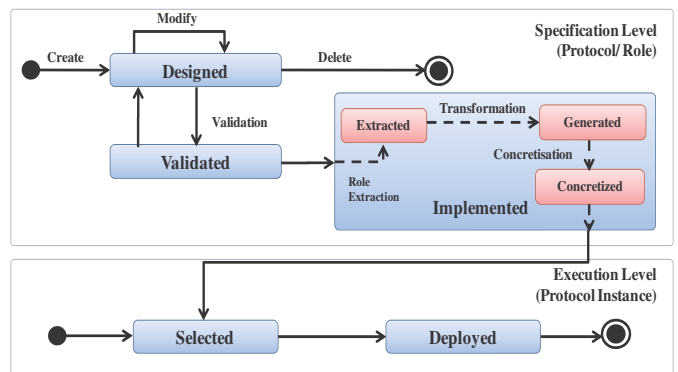 Modify
Specification Level
(Protocol/ Role)
Create
Delete
Designed
Transformation
Extracted
Generated
Validation
Concretisation
Validated
Role
Extraction
Concretized
Implemented
Execution Level
(Protocol Instance)
Selected
Deployed